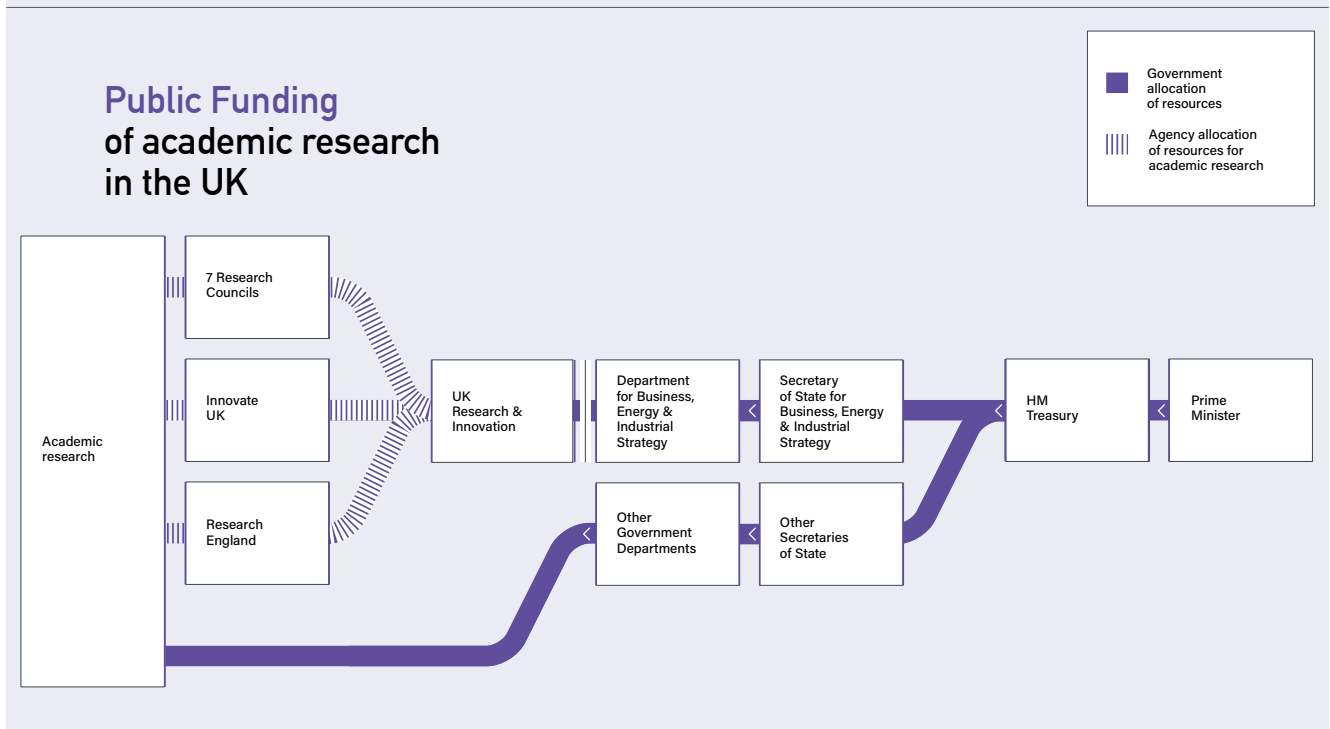 Public Funding
of academic research
in the UK
Government
allocation
of resources
Agency allocation
of resources for
academic research
Academic
research
7 Research
Councils
Innovate
UK
Research
England
UK
Research &
Innovation
Department
for Business,
Energy &
Industrial
Strategy
Secretary
of State for
Business, Energy
& Industrial
Strategy
HM
Treasury
Prime
Minister
Other
Government
Departments
Other
Secretaries
of State